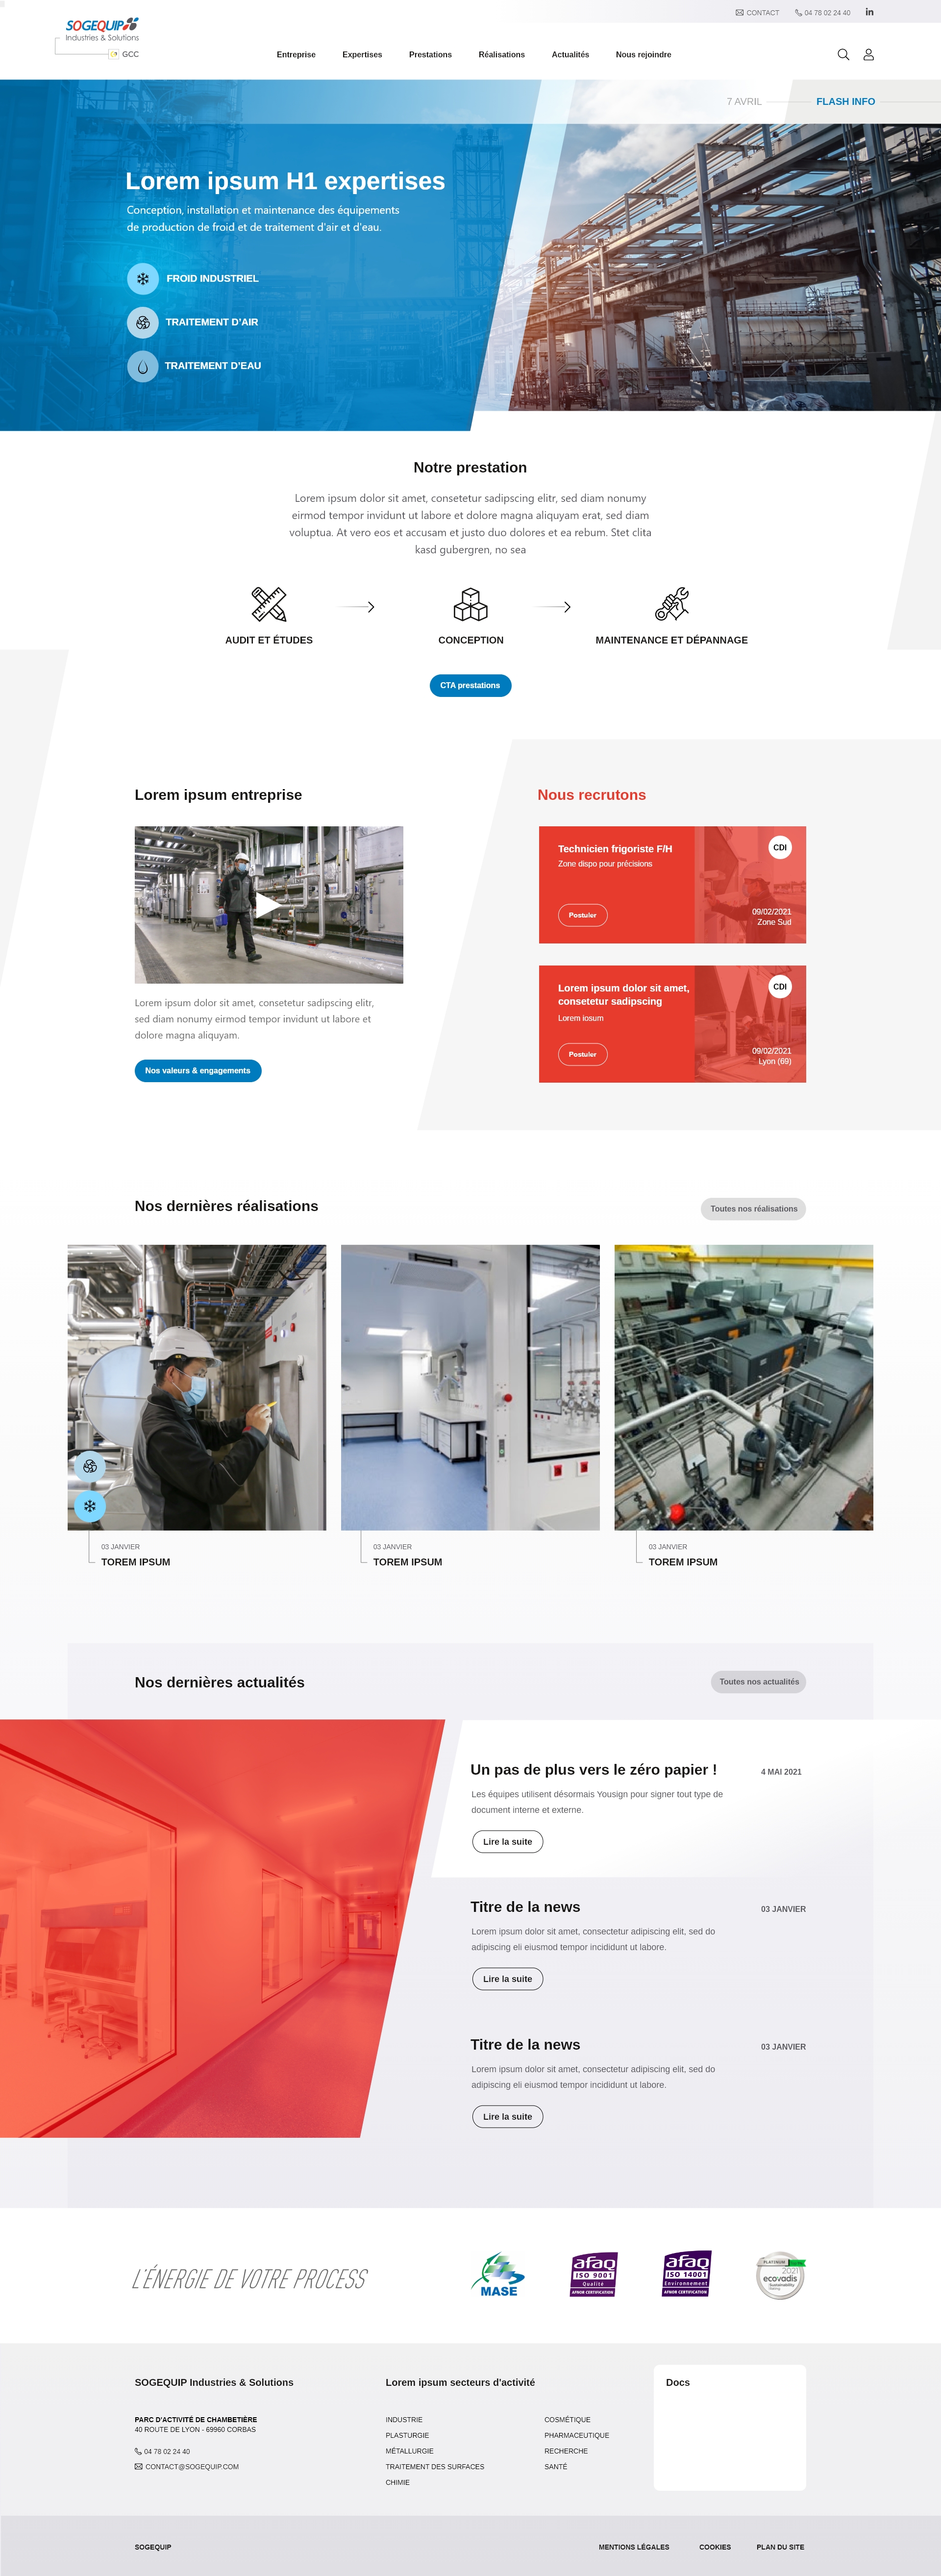 CONTACT
04 78 02 24 40
in
SOGEQUIP
Industries & Solutions
GCC
Entreprise
Expertises
Prestations
Réalisations
Actualités
Nous rejoindre
7 AVRIL
FLASH INFO
Lorem ipsum H1 expertises
Conception, installation et maintenance des équipements
de production de froid et de traitement d'air et d'eau.
FROID INDUSTRIEL
TRAITEMENT D'AIR
TRAITEMENT D'EAU
Notre prestation
Lorem ipsum dolor sit amet, consetetur sadipscing elitr, sed diam nonumy
eirmod tempor invidunt ut labore et dolore magna aliquyam erat, sed diam
voluptua. At vero eos et accusam et justo duo dolores et ea rebum. Stet clita
kasd gubergren, no sea
AUDIT ET ÉTUDES
CONCEPTION
MAINTENANCE ET DÉPANNAGE
CTA prestations
Lorem ipsum entreprise
Lorem ipsum dolor sit amet, consetetur sadipscing elitr,
sed diam nonumy eirmod tempor invidunt ut labore et
dolore magna aliquyam.
Nos valeurs & engagements
Nous recrutons
Technicien frigoriste F/H
Zone dispo pour précisions
CDI
Postuler
09/02/2021
Zone Sud
Lorem ipsum dolor sit amet,
consetetur sadipscing
Lorem iosum
CDI
Postuler
09/02/2021
Lyon (69)
Nos dernières réalisations
Toutes nos réalisations
03 JANVIER
TOREM IPSUM
03 JANVIER
TOREM IPSUM
03 JANVIER
TOREM IPSUM
Nos dernières actualités
Toutes nos actualités
Un pas de plus vers le zéro papier !
4 MAI 2021
Les équipes utilisent désormais Yousign pour signer tout type de
document interne et externe.
Lire la suite
Titre de la news
03 JANVIER
Lorem ipsum dolor sit amet, consectetur adipiscing elit, sed do
adipiscing eli eiusmod tempor incididunt ut labore.
Lire la suite
Titre de la news
03 JANVIER
Lorem ipsum dolor sit amet, consectetur adipiscing elit, sed do
adipiscing eli eiusmod tempor incididunt ut labore.
Lire la suite
L'ÉNERGIE DE VOTRE PROCESS
MASE
afaq
ISO 9001
Qualité
AFNOR CERTIFICATION
afaq
ISO 14001
Environnement
AFNOR CERTIFICATION
PLATINUM
2021
ecovadis
Sustainability
Rating
SOGEQUIP Industries & Solutions
PARC D'ACTIVITÉ DE CHAMBETIÈRE
40 ROUTE DE LYON - 69960 CORBAS
04 78 02 24 40
CONTACT@SOGEQUIP.COM
Lorem ipsum secteurs d'activité
INDUSTRIE
PLASTURGIE
MÉTALLURGIE
TRAITEMENT DES SURFACES
CHIMIE
COSMÉTIQUE
PHARMACEUTIQUE
RECHERCHE
SANTÉ
Docs
SOGEQUIP
MENTIONS LÉGALES
COOKIES
PLAN DU SITE